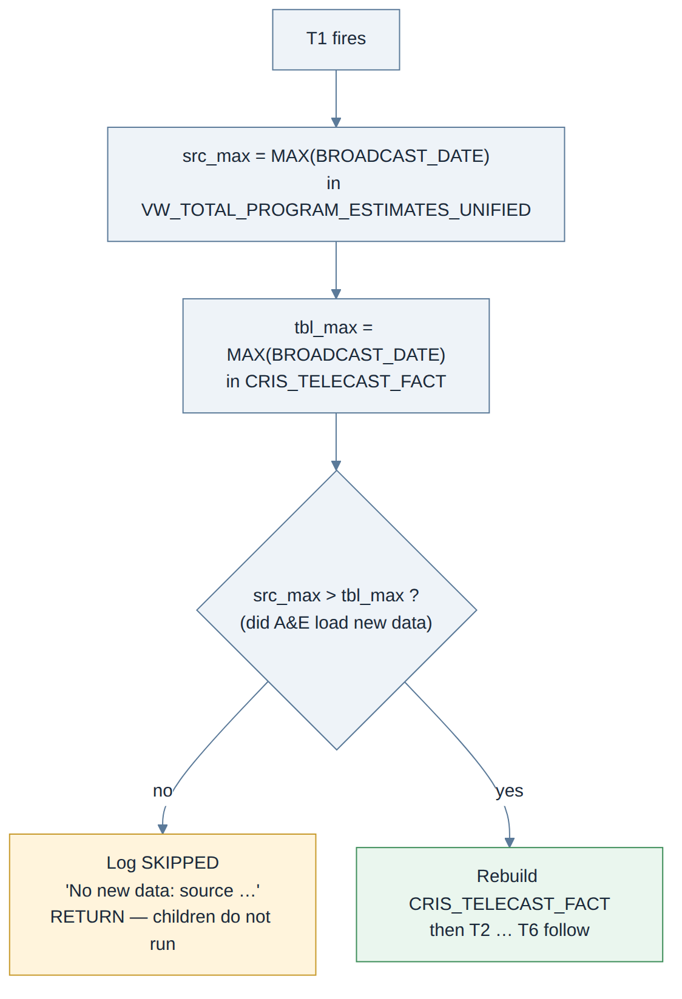 T1 fires
src_max = MAX(BROADCAST_DATE)
in
VW_TOTAL_PROGRAM_ESTIMATES_UNIFIED
tbl_max =
MAX(BROADCAST_DATE)
in CRIS_TELECAST_FACT
src_max > tbl_max ?
(did A&E load new data)
no
yes
Log SKIPPED
'No new data: source …'
RETURN — children do not
run
Rebuild
CRIS_TELECAST_FACT
then T2 … T6 follow